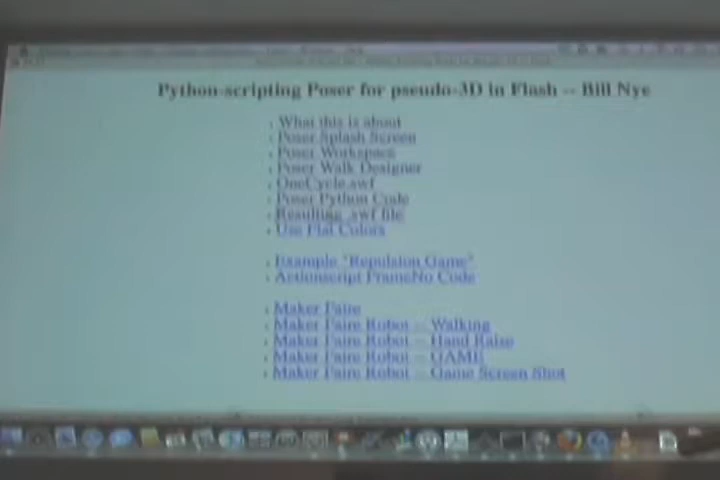 Python-scripting Poser for pseudo-3D in Flash -- Bill Nye
What this is about
Poser Splash Screen
Poser Workspace
Poser Walk Designer
OneCycle.swf
Poser Python Code
Resulting .swf file
Use Flat Colors
Example "Repulsion Game"
Actionscript FrameNo Code
Maker Faire
Maker Faire Robot -- Walking
Maker Faire Robot -- Hand Raise
Maker Faire Robot -- GAME
Maker Faire Robot -- Game Screen Shot